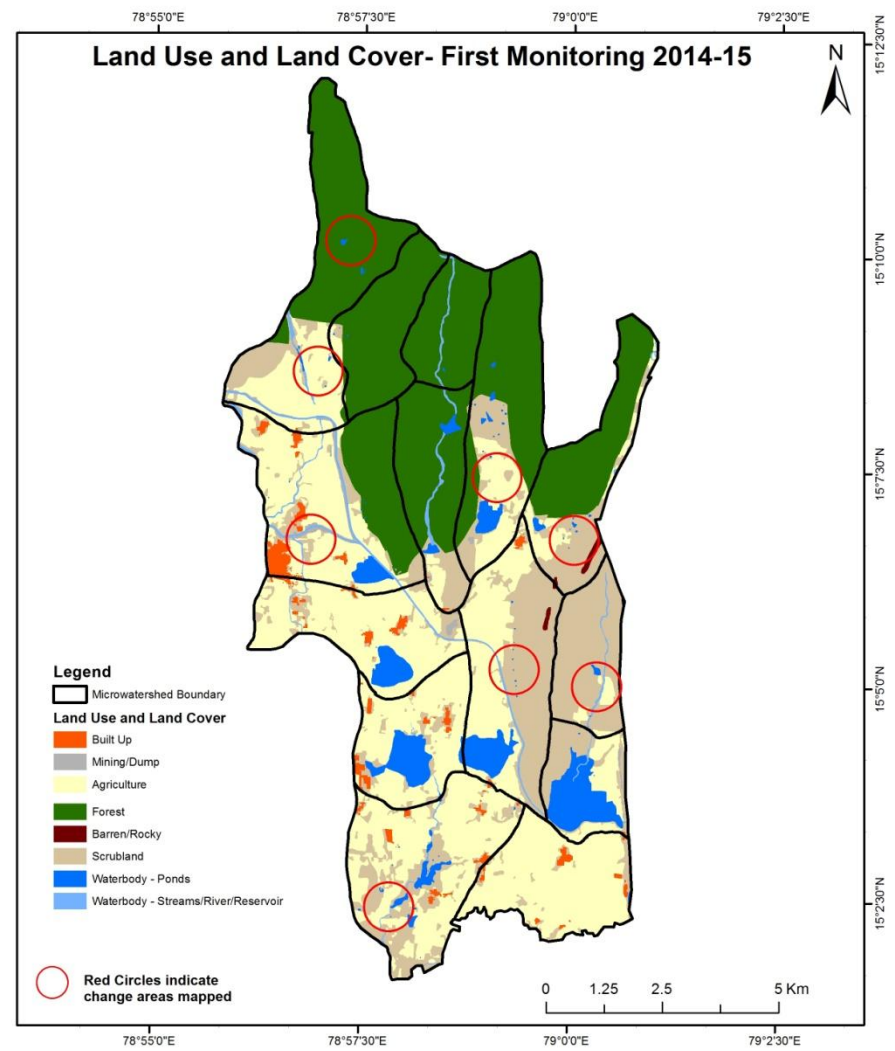 78°55'0"E 78°57'30"E 79°0'0"E 79°2'30"E
Land Use and Land Cover- First Monitoring 2014-15
N
15°12'30"N
15°10'0"N
15°7'30"N
15°5'0"N
15°2'30"N
Legend
Microwatershed Boundary
Land Use and Land Cover
Built Up
Mining/Dump
Agriculture
Forest
Barren/Rocky
Scrubland
Waterbody - Ponds
Waterbody - Streams/River/Reservoir
Red Circles indicate
change areas mapped
0 1.25 2.5 5 Km
78°55'0"E 78°57'30"E 79°0'0"E 79°2'30"E